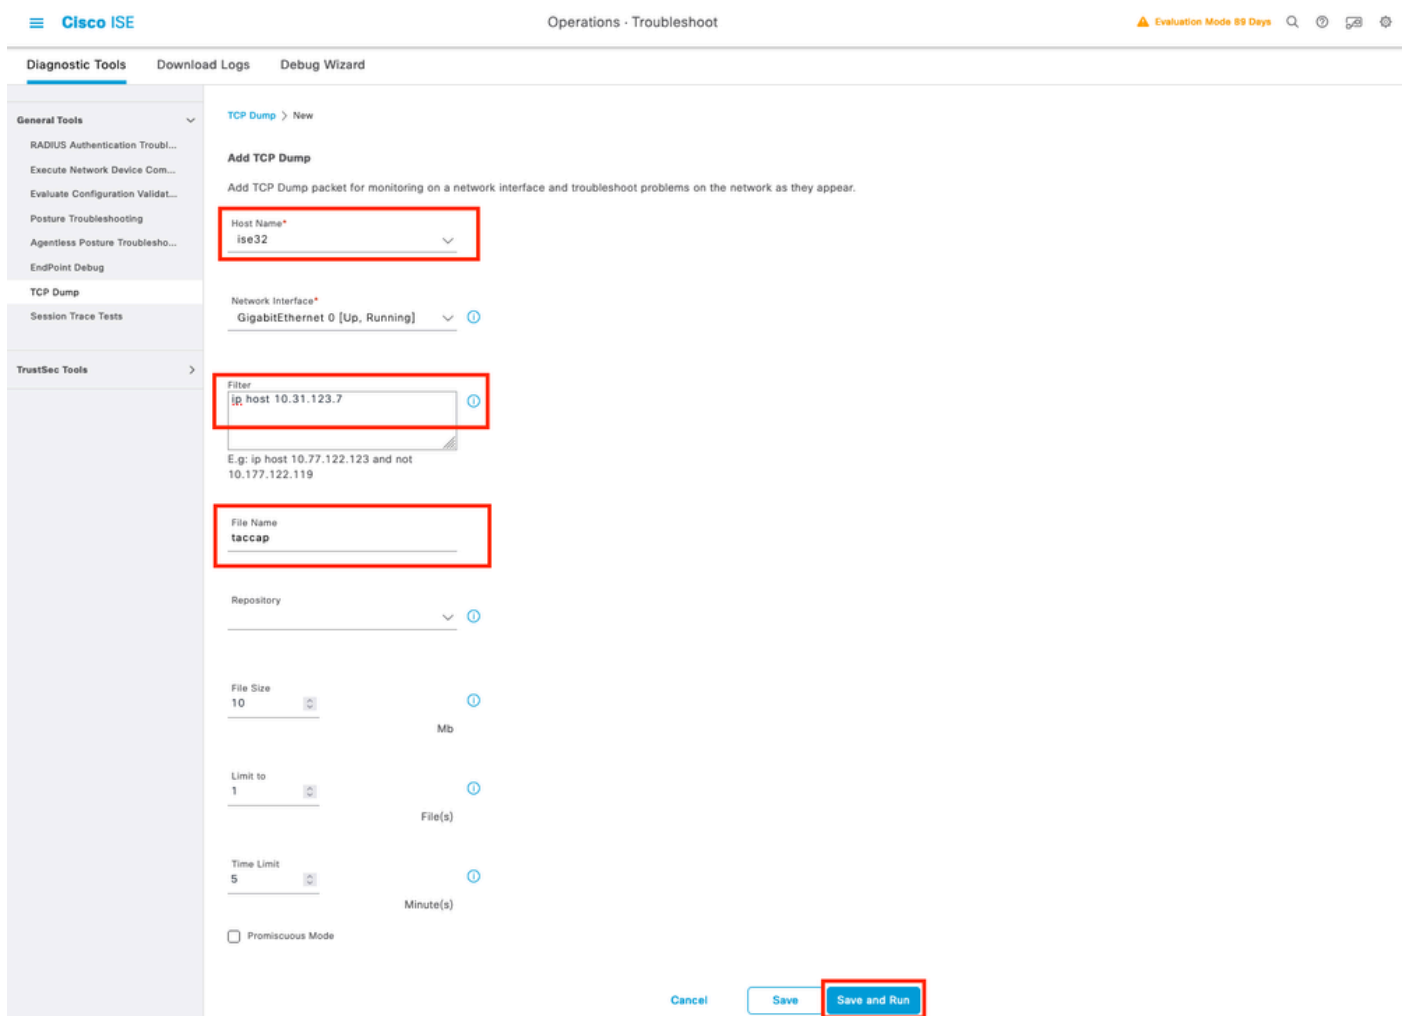 Cisco ISE
Operations · Troubleshoot
Evaluation Mode 89 Days
Diagnostic Tools
Download Logs
Debug Wizard
General Tools
RADIUS Authentication Troubl...
Execute Network Device Com...
Evaluate Configuration Validat...
Posture Troubleshooting
Agentless Posture Troublesho...
EndPoint Debug
TCP Dump
Session Trace Tests
TrustSec Tools
TCP Dump > New
Add TCP Dump
Add TCP Dump packet for monitoring on a network interface and troubleshoot problems on the network as they appear.
Host Name*
ise32
Network Interface*
GigabitEthernet 0 [Up, Running]
Filter
ip host 10.31.123.7
E.g: ip host 10.77.122.123 and not
10.177.122.119
File Name
taccap
Repository
File Size
10
Mb
Limit to
1
File(s)
Time Limit
5
Minute(s)
Promiscuous Mode
Cancel
Save
Save and Run